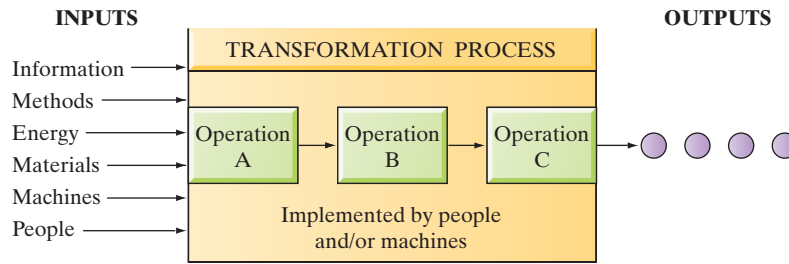 INPUTS
OUTPUTS
TRANSFORMATION PROCESS
Information
Methods
Energy
Materials
Machines
People
Operation
A
Operation
B
Operation
C
Implemented by people
and/or machines